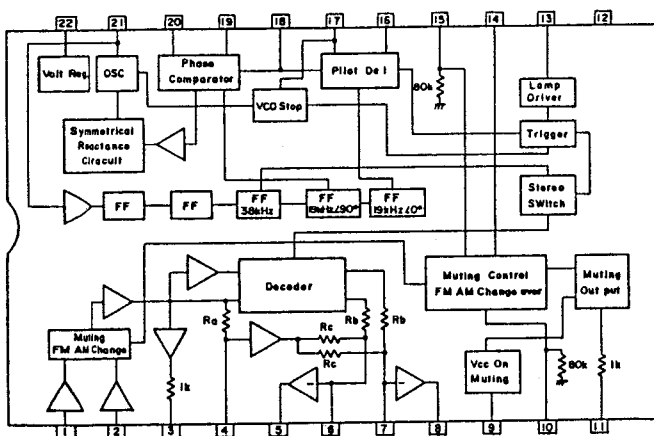 22 21 20 19 18 17 16 15 14 13 12
Volt Reg.
OSC
Phase
Comparator
Pilot De l
80k
Lamp
Driver
VCO Stop
Trigger
Symmetrical
Reactance
Circuilt
Stereo
SWitch
FF
FF
FF
38kHz
FF
19kHz∠90°
FF
19kHz∠0°
Decoder
Muting Control
FM AM Change over
Muting
Out put
Ra
Rb
Rb
Rc
Rc
Muting
FM AM Change
1k
Vcc On
Muting
80k
1k
1 2 3 4 5 6 7 8 9 10 11